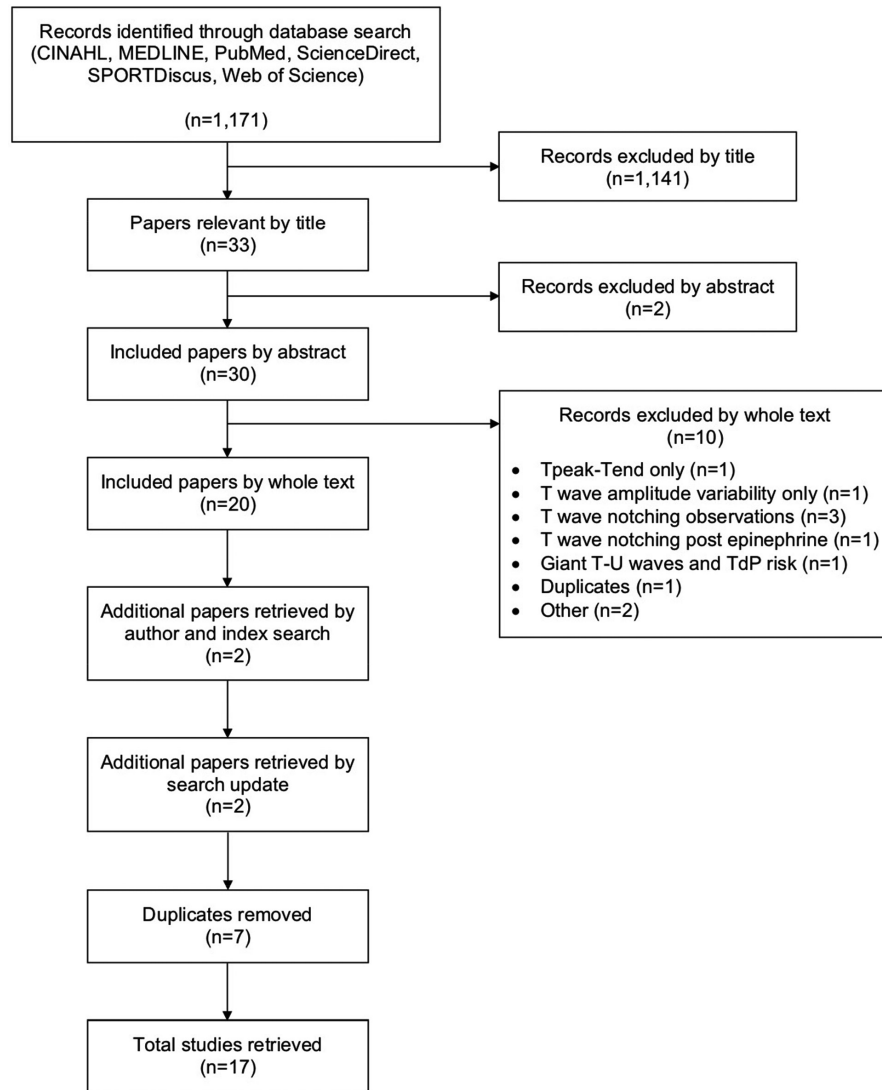 Records identified through database search
(CINAHL, MEDLINE, PubMed, ScienceDirect,
SPORTDiscus, Web of Science)
(n=1,171)
Records excluded by title
(n=1,141)
Papers relevant by title
(n=33)
Records excluded by abstract
(n=2)
Included papers by abstract
(n=30)
Records excluded by whole text
(n=10)
• Tpeak-Tend only (n=1)
• T wave amplitude variability only (n=1)
• T wave notching observations (n=3)
• T wave notching post epinephrine (n=1)
• Giant T-U waves and TdP risk (n=1)
• Duplicates (n=1)
• Other (n=2)
Included papers by whole text
(n=20)
Additional papers retrieved by
author and index search
(n=2)
Additional papers retrieved by
search update
(n=2)
Duplicates removed
(n=7)
Total studies retrieved
(n=17)